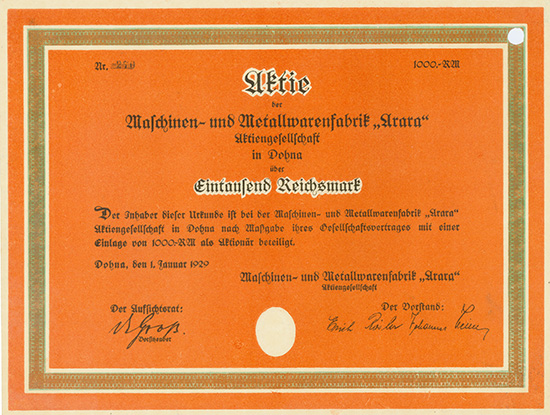 Nr.
1000.-RM
Aktie
der
Maschinen- und Metallwarenfabrik „Arara“
Aktiengesellschaft
in Dohna
über
Eintausend Reichsmark
Der Inhaber dieser Urkunde ist bei der Maschinen- und Metallwarenfabrik „Arara“
Aktiengesellschaft in Dohna nach Maßgabe ihres Gesellschaftsvertrages mit einer
Einlage von 1000.-RM als Aktionär beteiligt.
Dohna, den 1. Januar 1929
Maschinen- und Metallwarenfabrik „Arara“
Aktiengesellschaft
Der Aufsichtsrat:
Der Vorstand:
Groß.
Erich Johannes
Vorsitzender